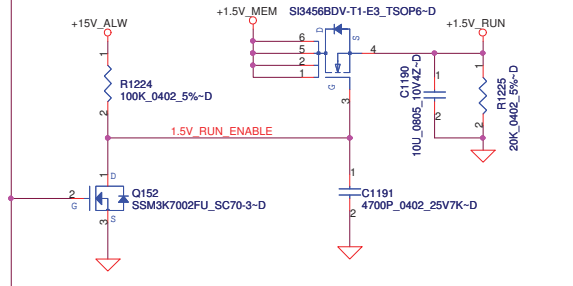 +15V_ALW
+1.5V_MEM
SI3456BDV-T1-E3_TSOP6~D
+1.5V_RUN
D
S
6
5
2
1
4
G
3
1
R1224
100K_0402_5%~D
2
1
C1190
10U_0805_10V4Z~D
2
1
R1225
20K_0402_5%~D
2
1.5V_RUN_ENABLE
1
D
2
G
Q152
SSM3K7002FU_SC70-3~D
3
S
1
C1191
4700P_0402_25V7K~D
2